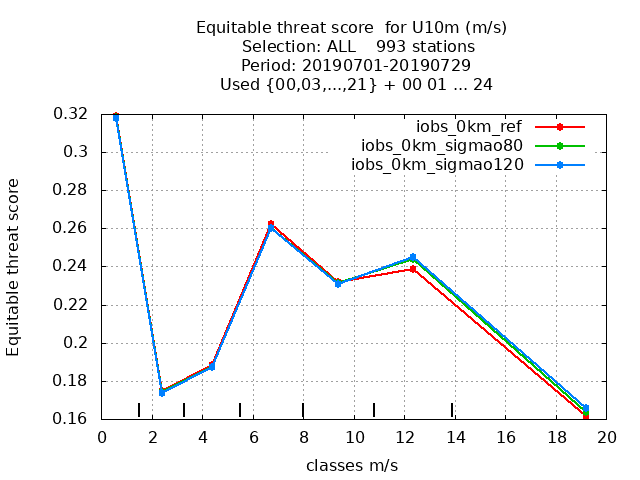 Equitable threat score  for U10m (m/s)
Selection: ALL    993 stations
Period: 20190701-20190729
Used {00,03,...,21} + 00 01 ... 24
iobs_0km_ref
iobs_0km_sigmao80
iobs_0km_sigmao120
Equitable threat score
0.32
0.3
0.28
0.26
0.24
0.22
0.2
0.18
0.16
0 2 4 6 8 10 12 14 16 18 20
classes m/s